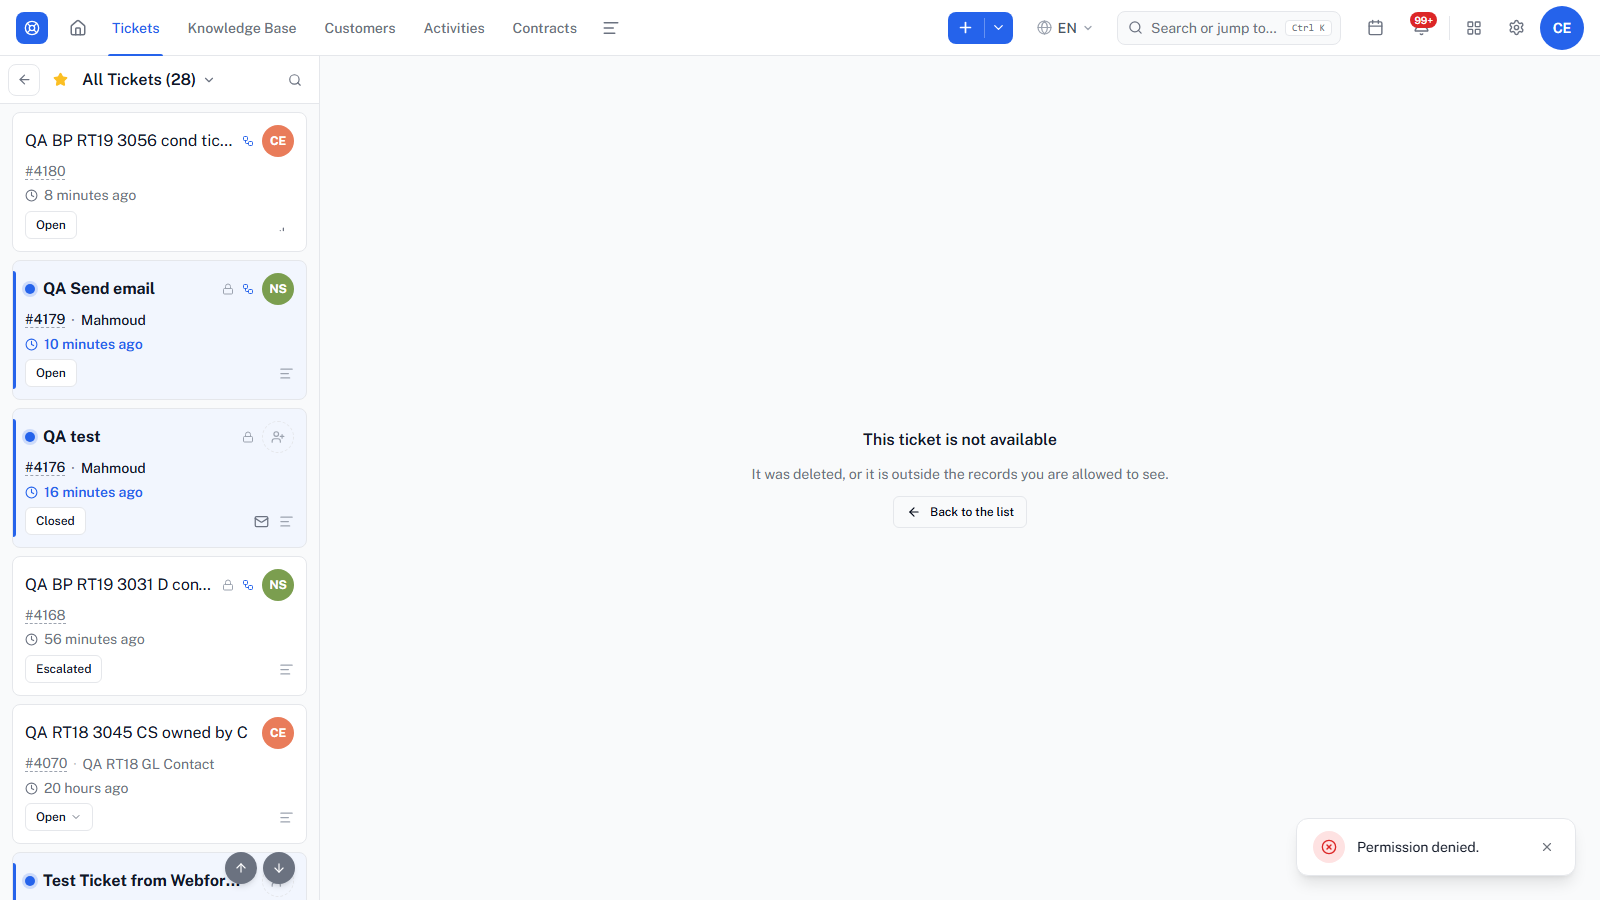 Tickets
Knowledge Base
Customers
Activities
Contracts
EN
Search or jump to...
Ctrl K
99+
CE
All Tickets (28)
QA BP RT19 3056 cond tic...
CE
#4180
8 minutes ago
Open
QA Send email
NS
#4179 · Mahmoud
10 minutes ago
Open
QA test
#4176 · Mahmoud
16 minutes ago
Closed
QA BP RT19 3031 D con...
NS
#4168
56 minutes ago
Escalated
QA RT18 3045 CS owned by C
CE
#4070 · QA RT18 GL Contact
20 hours ago
Open
Test Ticket from Webfor...
This ticket is not available
It was deleted, or it is outside the records you are allowed to see.
Back to the list
Permission denied.